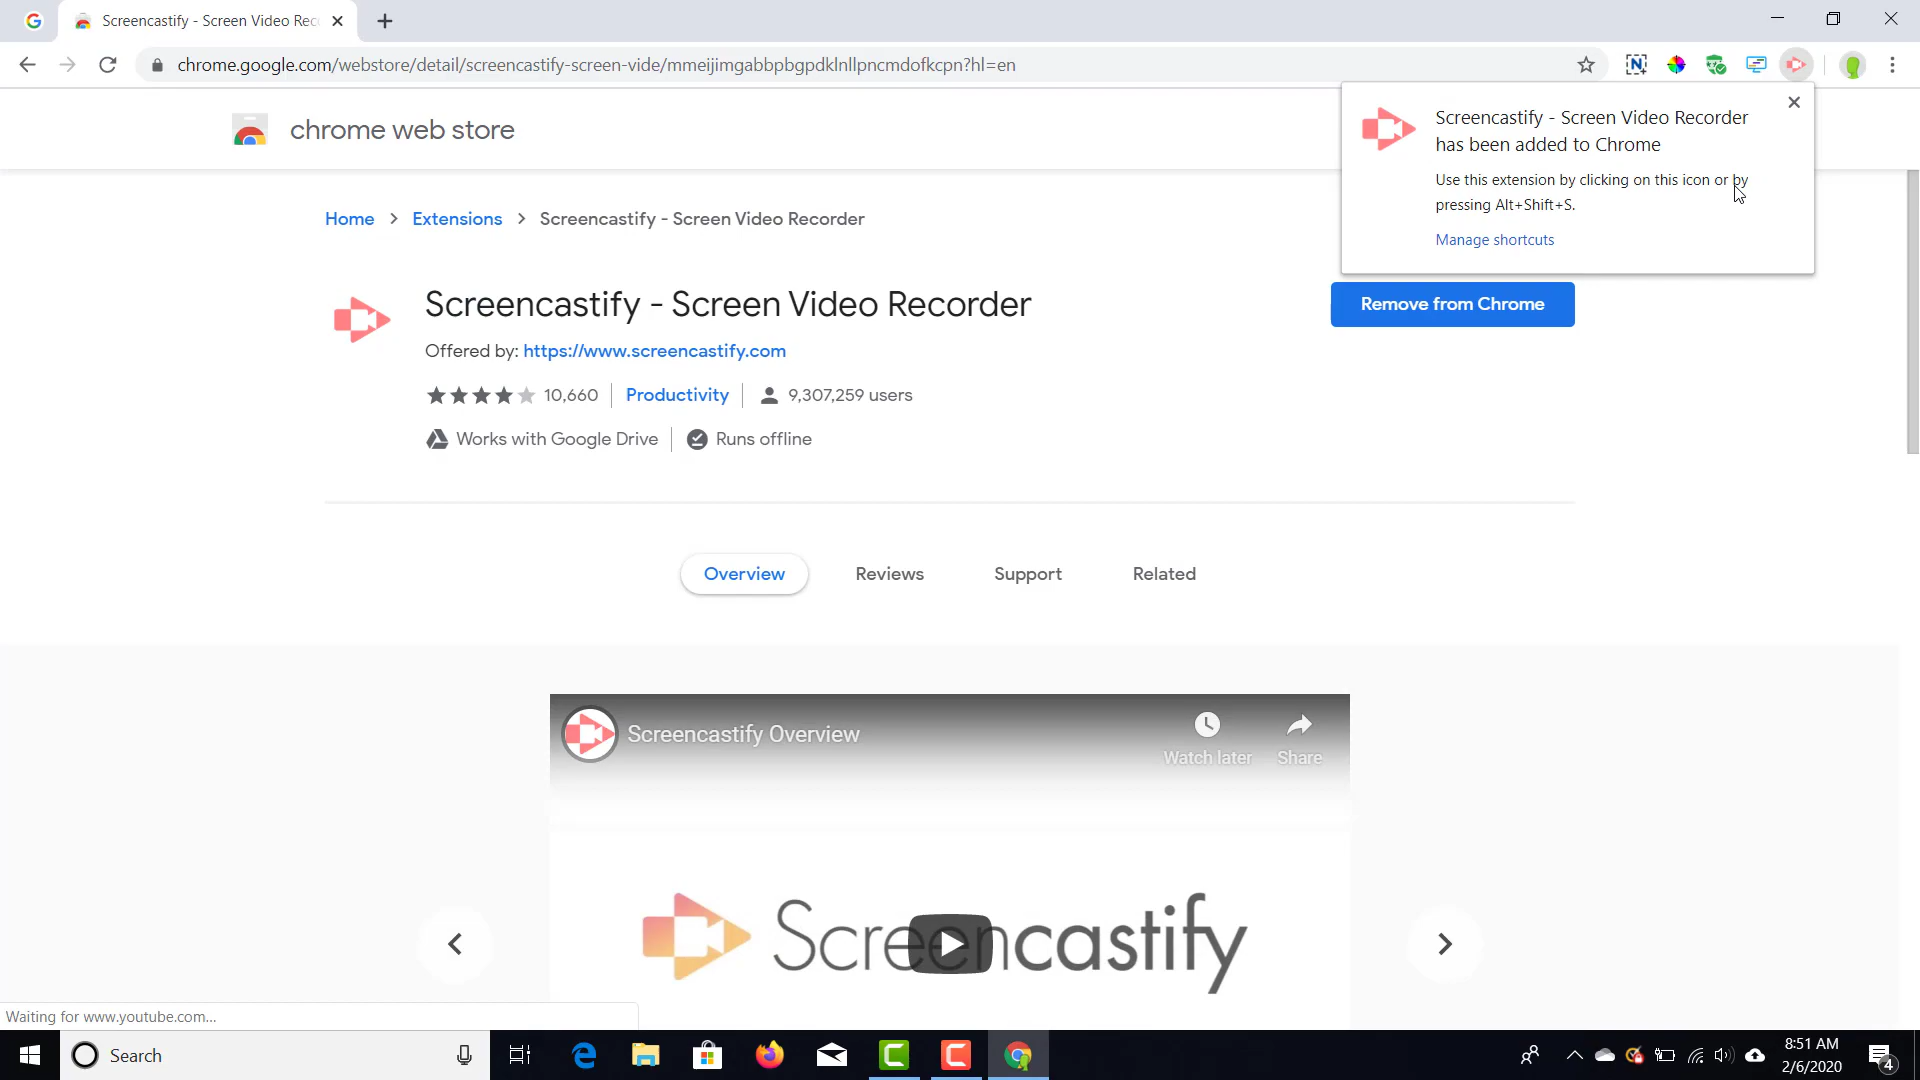 Screencastify - Screen Video Rec
chrome.google.com/webstore/detail/screencastify-screen-vide/mmeijimgabbpbgpdklnllpncmdofkcpn?hl=en
chrome web store
Screencastify - Screen Video Recorder
has been added to Chrome
Use this extension by clicking on this icon or by
pressing Alt+Shift+S.
Manage shortcuts
Home > Extensions > Screencastify - Screen Video Recorder
Screencastify - Screen Video Recorder
Remove from Chrome
Offered by: https://www.screencastify.com
10,660 Productivity 9,307,259 users
Works with Google Drive Runs offline
Overview Reviews Support Related
Screencastify Overview
Watch later Share
Screencastify
Waiting for www.youtube.com...
Search
8:51 AM
2/6/2020
4